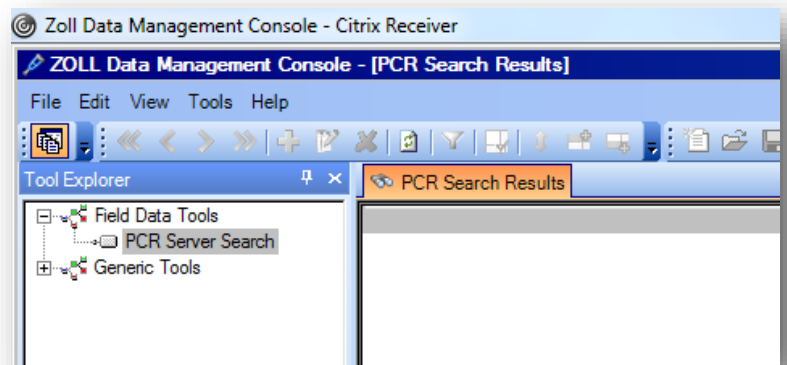 Zoll Data Management Console - Citrix Receiver
ZOLL Data Management Console - [PCR Search Results]
File Edit View Tools Help
Tool Explorer
PCR Search Results
Field Data Tools
PCR Server Search
Generic Tools